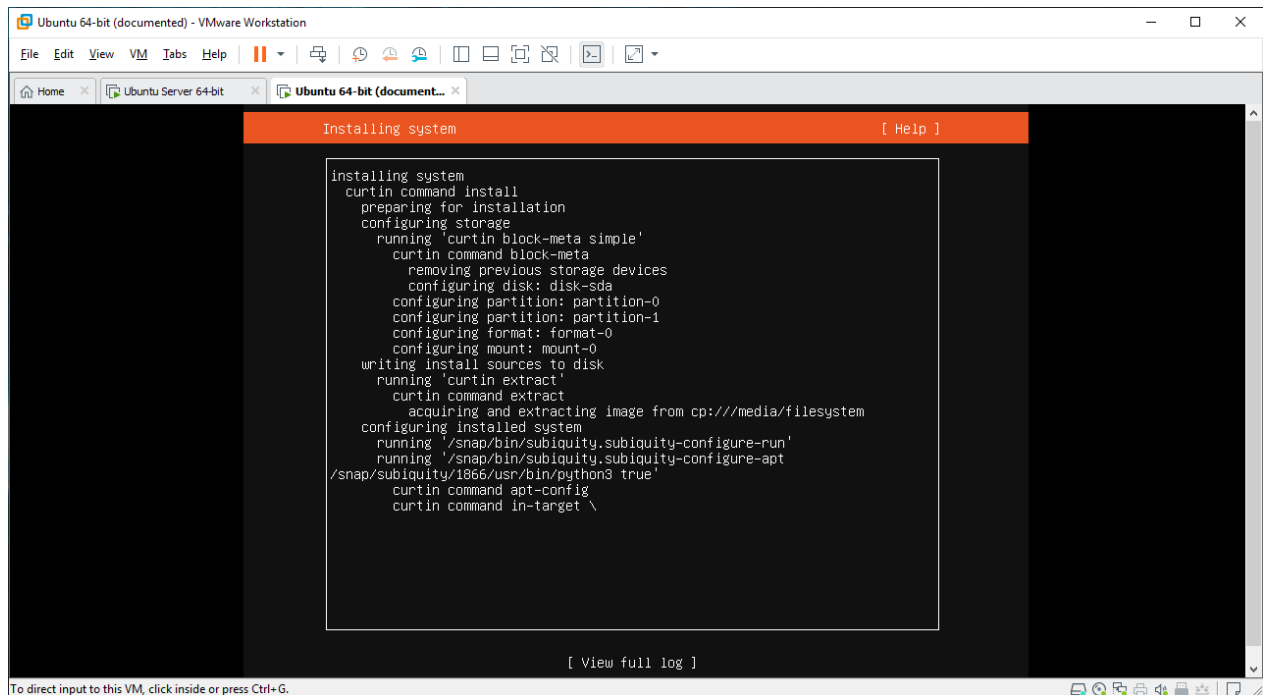 Ubuntu 64-bit (documented) - VMware Workstation
File Edit View VM Tabs Help
Home Ubuntu Server 64-bit Ubuntu 64-bit (document...
Installing system [ Help ]
installing system
curtin command install
preparing for installation
configuring storage
running 'curtin block-meta simple'
curtin command block-meta
removing previous storage devices
configuring disk: disk-sda
configuring partition: partition-0
configuring partition: partition-1
configuring format: format-0
configuring mount: mount-0
writing install sources to disk
running 'curtin extract'
curtin command extract
acquiring and extracting image from cp:///media/filesystem
configuring installed system
running '/snap/bin/subiquity.subiquity-configure-run'
running '/snap/bin/subiquity.subiquity-configure-apt
/snap/subiquity/1866/usr/bin/python3 true'
curtin command apt-config
curtin command in-target \
[ View full log ]
To direct input to this VM, click inside or press Ctrl+G.